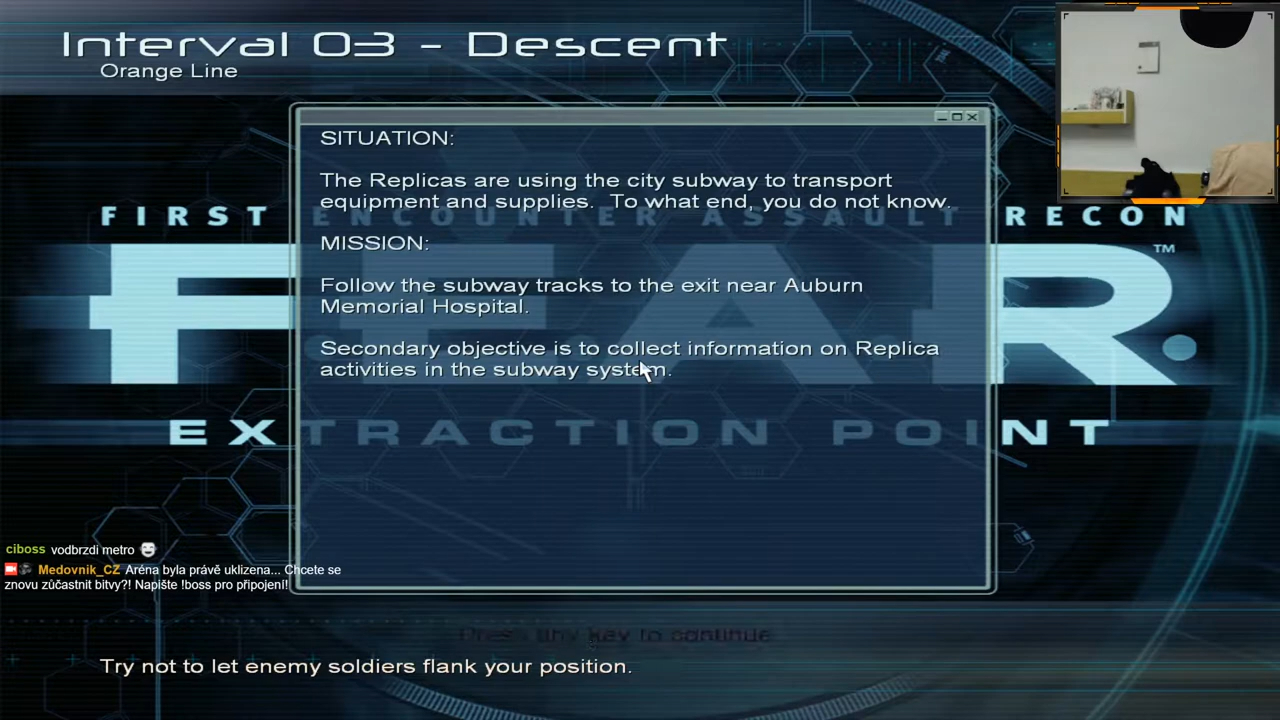 Interval 03 - Descent
Orange Line
SITUATION:
The Replicas are using the city subway to transport
equipment and supplies. To what end, you do not know.
FIRST ENCOUNTER ASSAULT RECON
MISSION:
F.E.A.R.™
Follow the subway tracks to the exit near Auburn
Memorial Hospital.
Secondary objective is to collect information on Replica
activities in the subway system.
EXTRACTION POINT
ciboss vodbrzdi metro
Medovnik_CZ Aréna byla právě uklizena... Chcete se
znovu zůčastnit bitvy?! Napište !boss pro připojení!
Press any key to continue
Try not to let enemy soldiers flank your position.